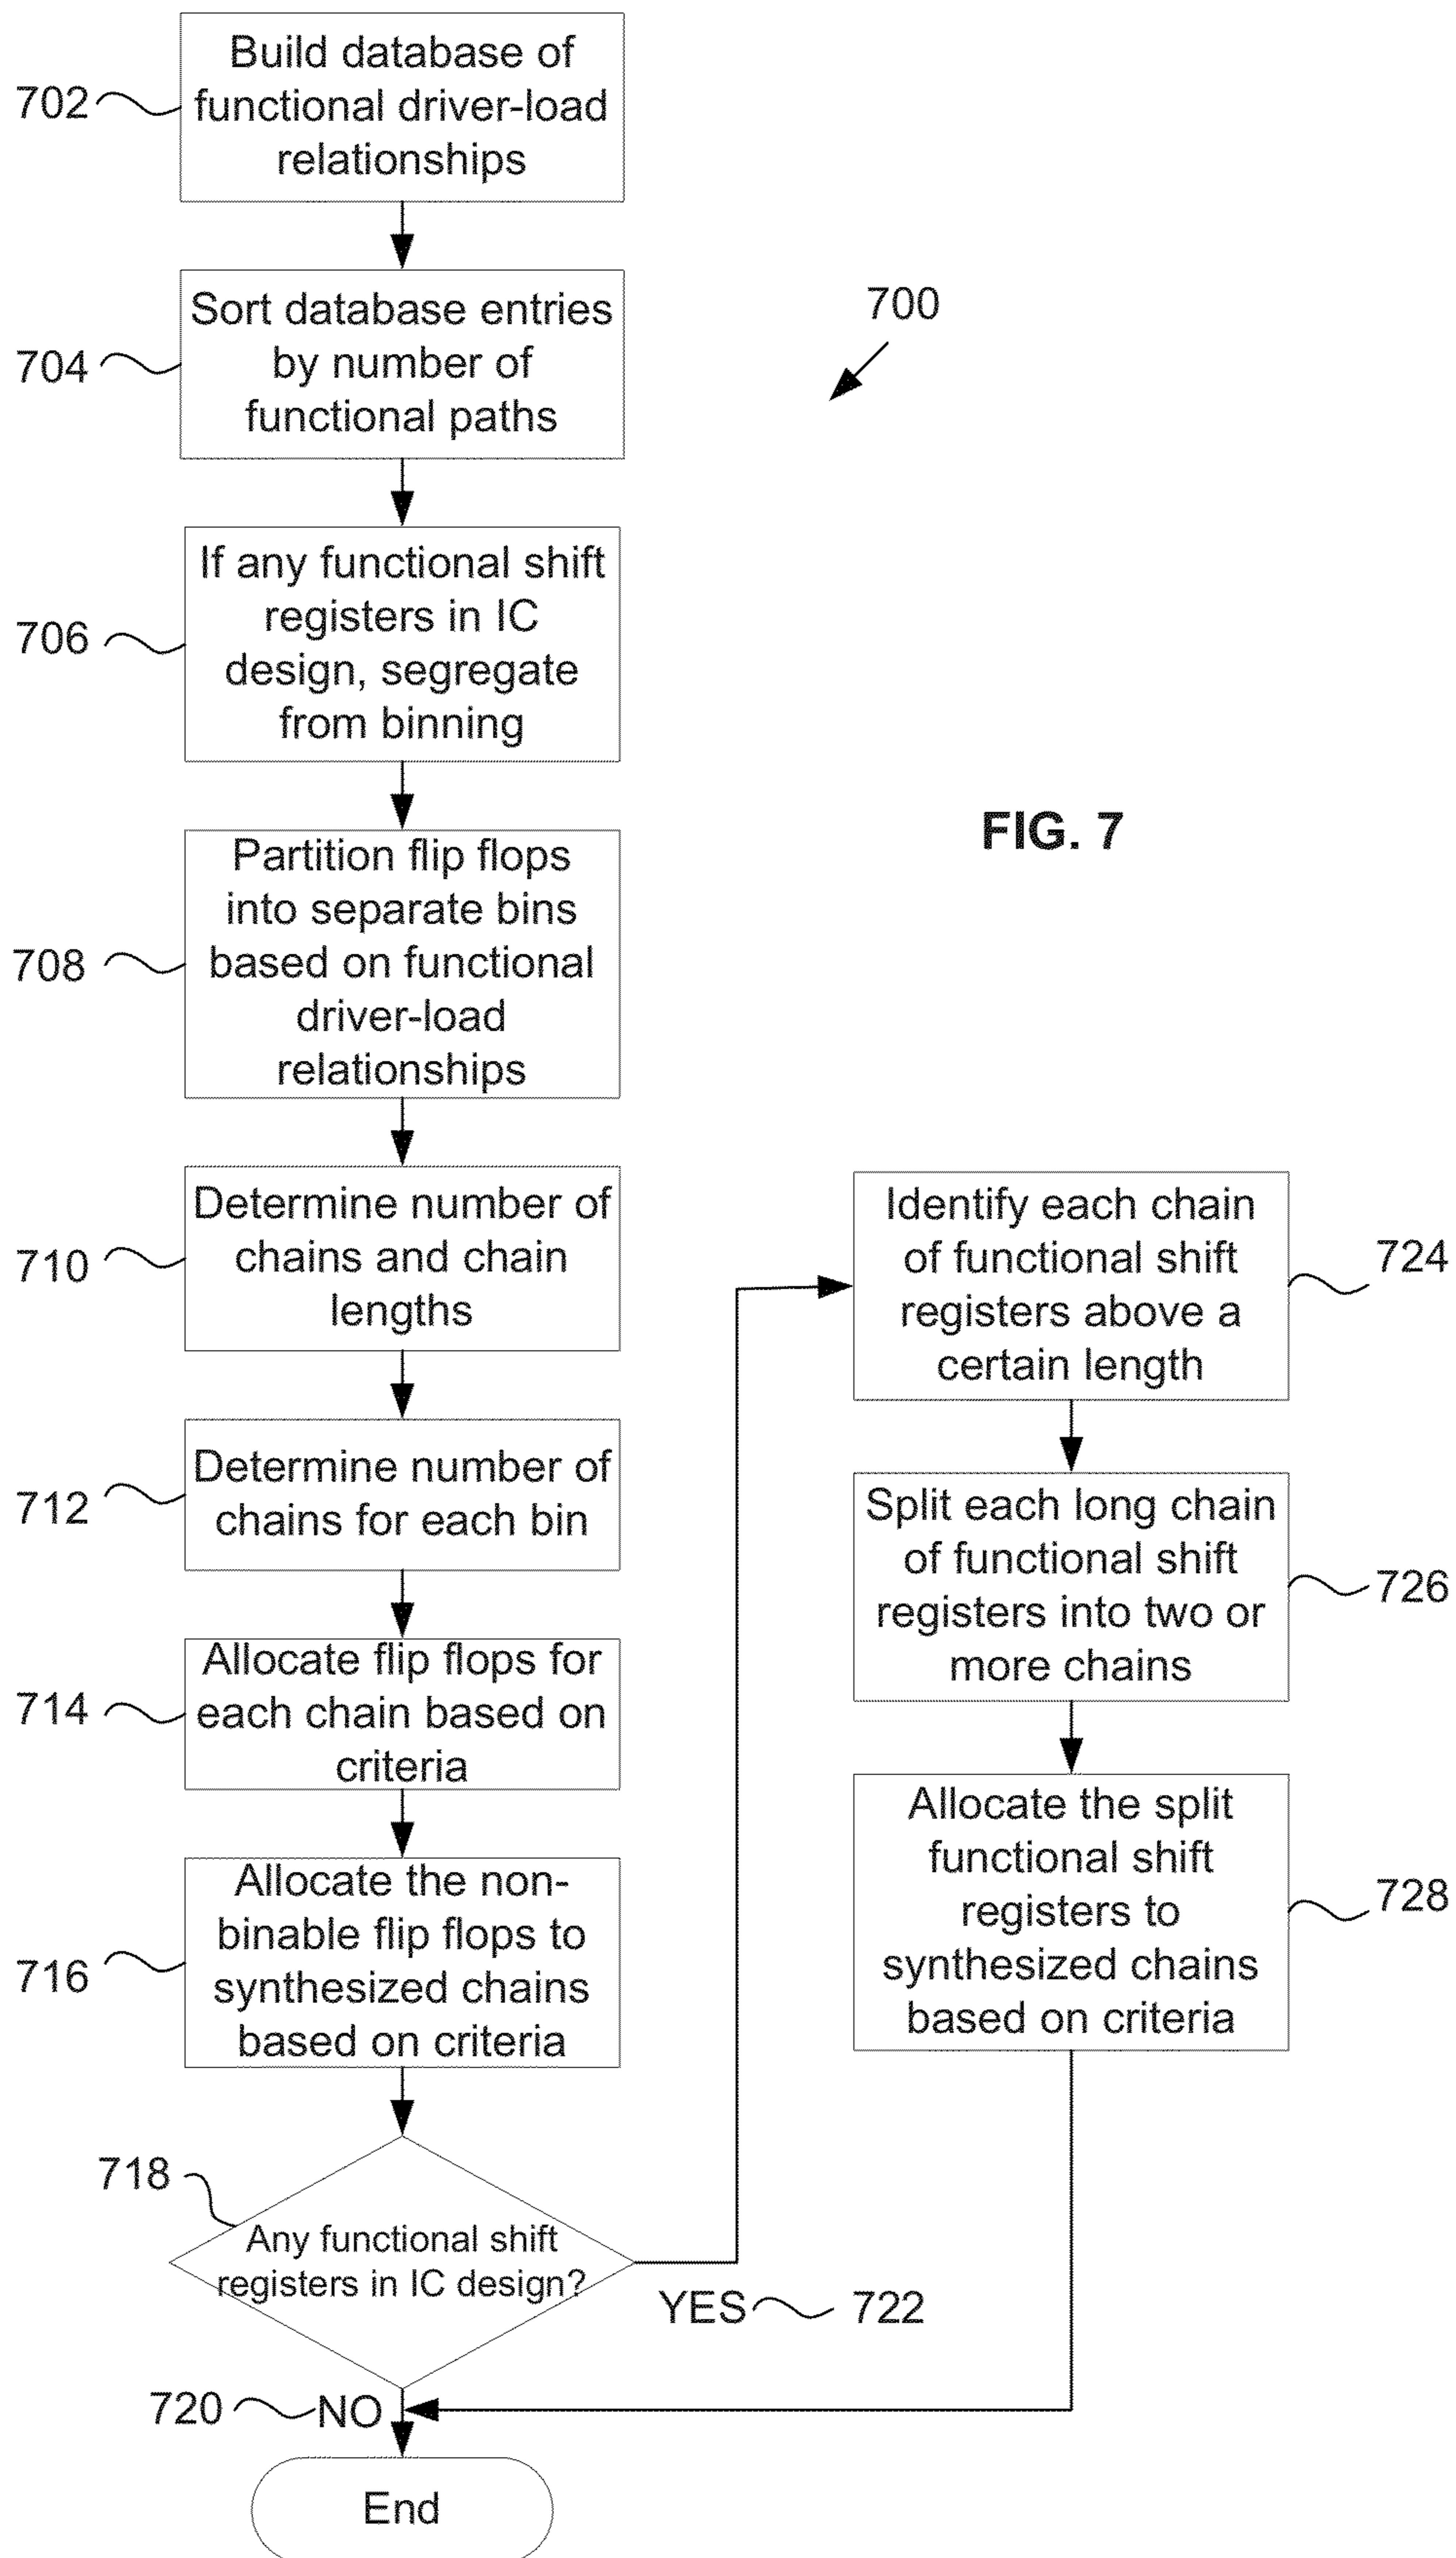 Build database of
functional driver-load
relationships
702
Sort database entries
by number of
functional paths
704
700
If any functional shift
registers in IC
design, segregate
from binning
706
FIG. 7
Partition flip flops
into separate bins
based on functional
driver-load
relationships
708
Determine number of
chains and chain
lengths
710
Determine number of
chains for each bin
712
Allocate flip flops for
each chain based on
criteria
714
Allocate the non-
binable flip flops to
synthesized chains
based on criteria
716
718
Any functional shift
registers in IC design?
YES
722
720
NO
End
Identify each chain
of functional shift
registers above a
certain length
724
Split each long chain
of functional shift
registers into two or
more chains
726
Allocate the split
functional shift
registers to
synthesized chains
based on criteria
728